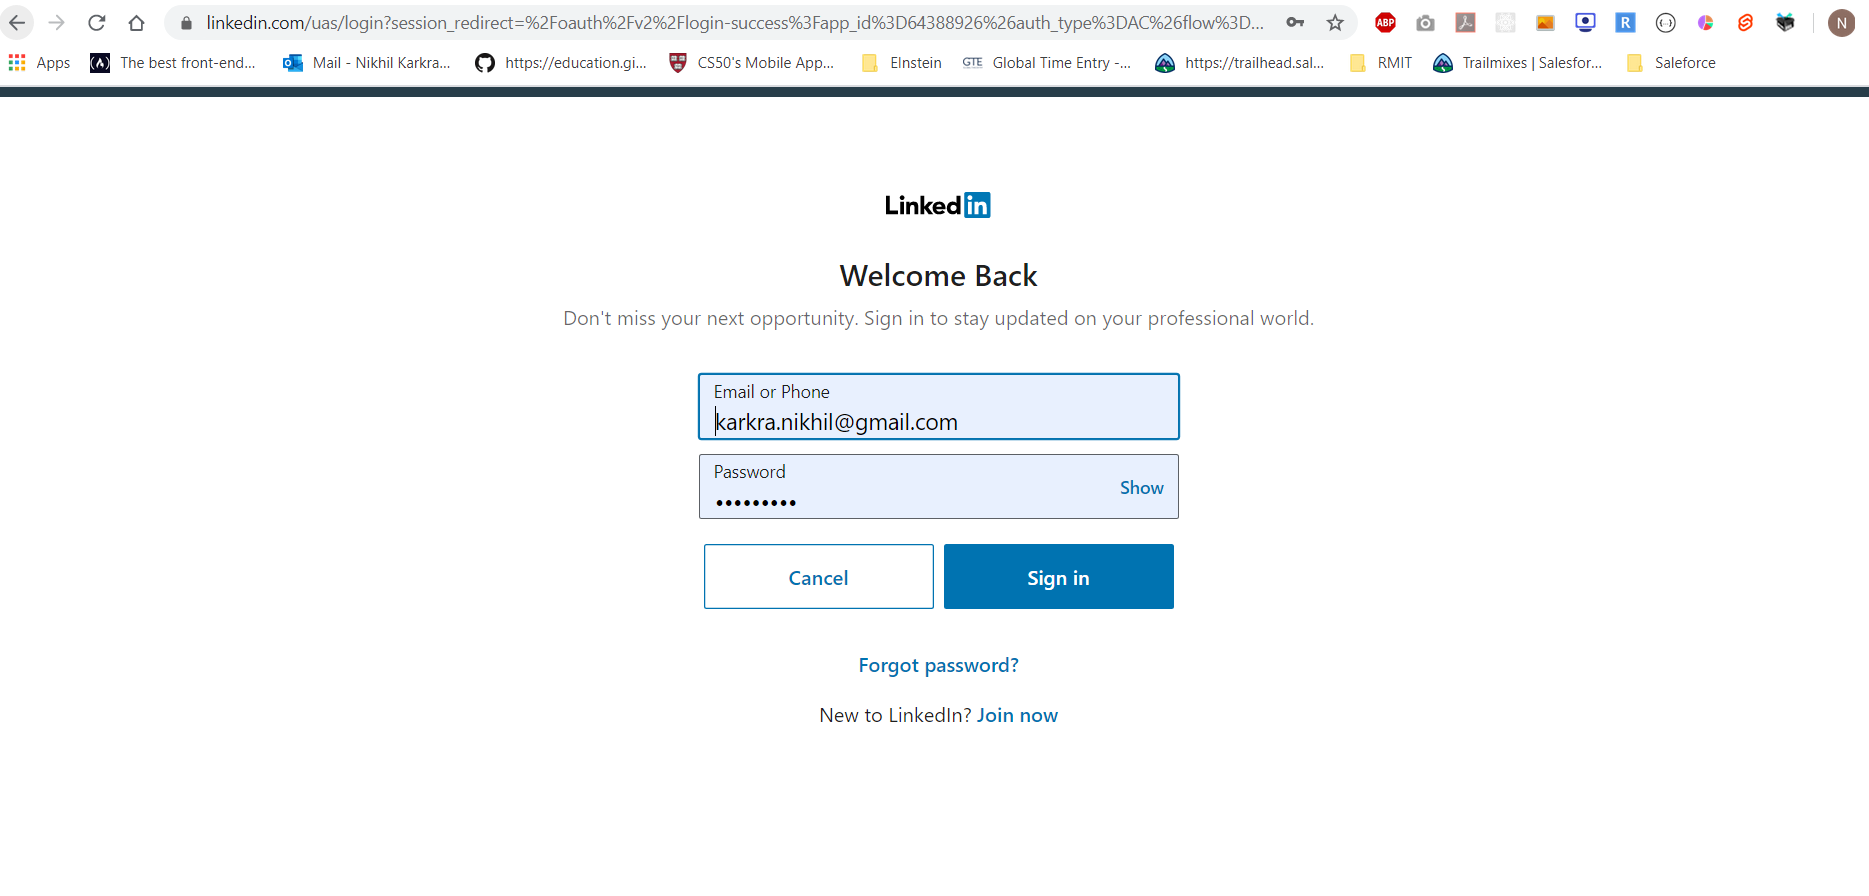 linkedin.com/uas/login?session_redirect=%2Foauth%2Fv2%2Flogin-success%3Fapp_id%3D64388926%26auth_type%3DAC%26flow%3D... ABP R N
Apps The best front-end... Mail - Nikhil Karkra... https://education.gi... CS50's Mobile App... EInstein GTE Global Time Entry -... https://trailhead.sal... RMIT Trailmixes | Salesfor... Saleforce
Linked in
Welcome Back
Don't miss your next opportunity. Sign in to stay updated on your professional world.
Email or Phone
karkra.nikhil@gmail.com
Password
•••••••••
Show
Cancel Sign in
Forgot password?
New to LinkedIn? Join now